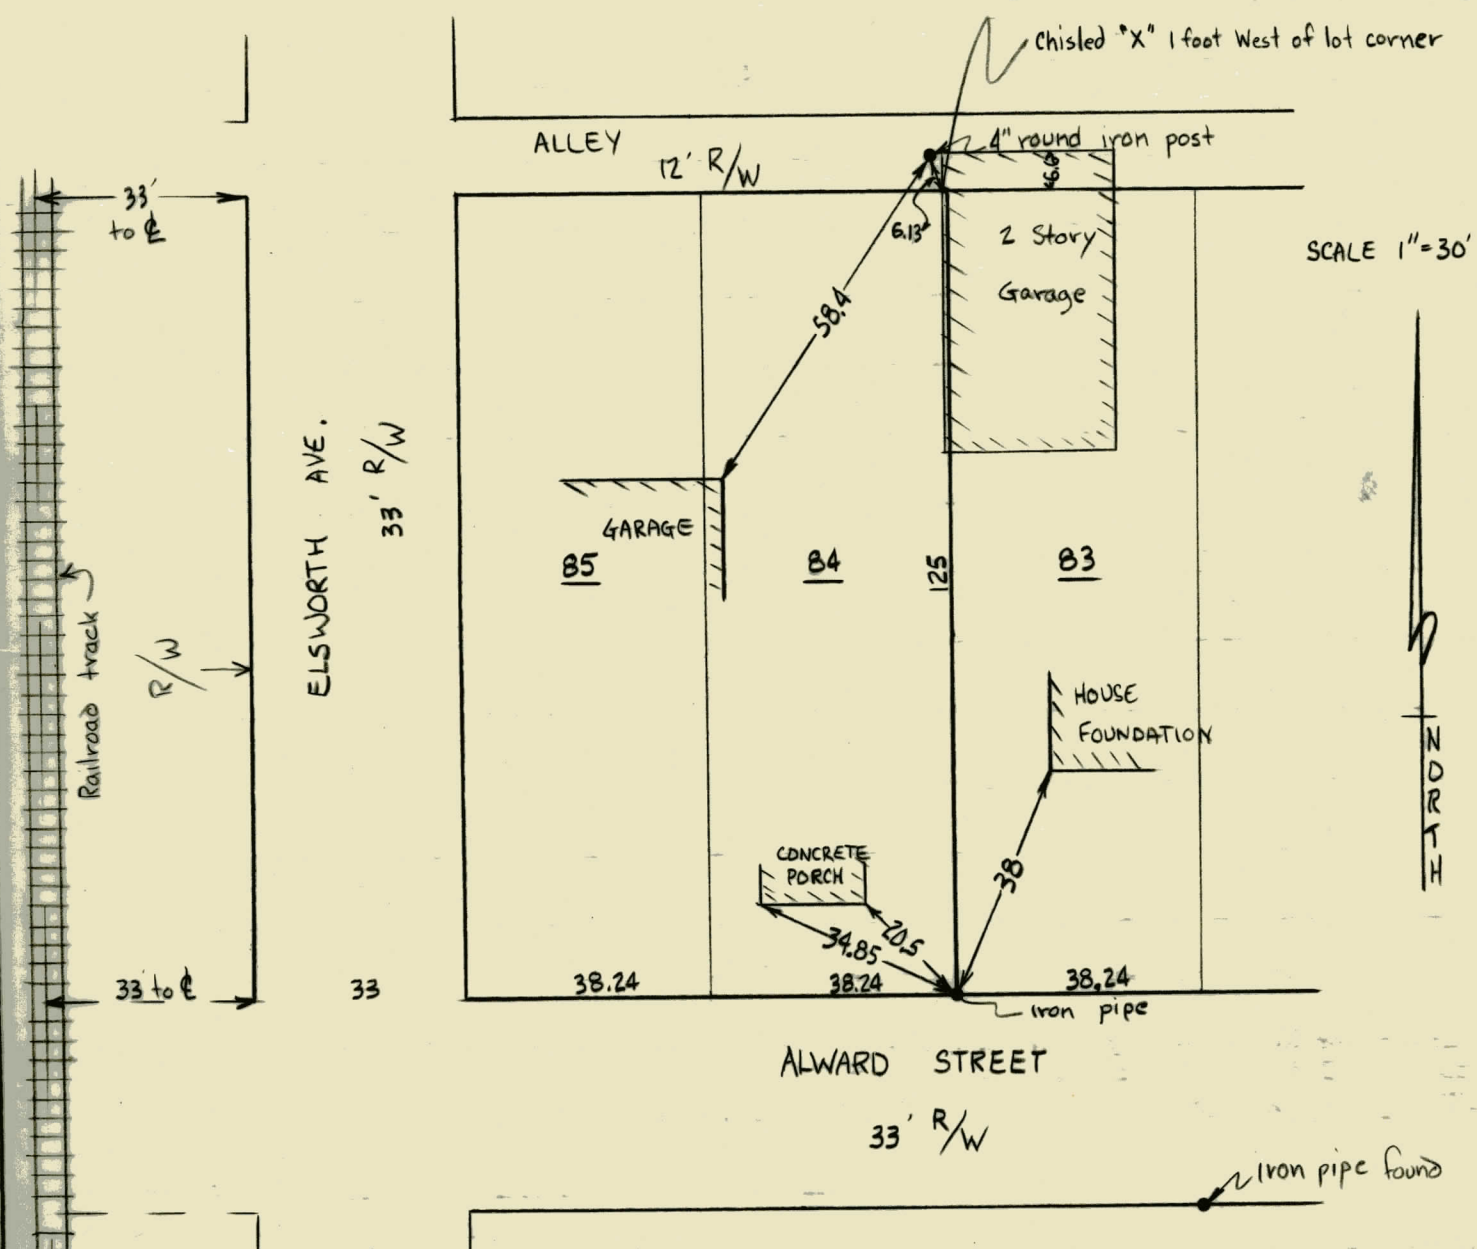 Chisled "X" 1 foot West of lot corner
ALLEY
12' R/W
4" round iron post
6.6
33'
to ℄
6.13
2 Story
Garage
SCALE 1"=30'
58.4
ELSWORTH AVE.
33' R/W
GARAGE
85
84
125
83
Railroad track
R/W
HOUSE
FOUNDATION
NORTH
CONCRETE
PORCH
38
34.85
20.5
33 to ℄
33
38.24
38.24
38.24
iron pipe
ALWARD STREET
33' R/W
iron pipe found